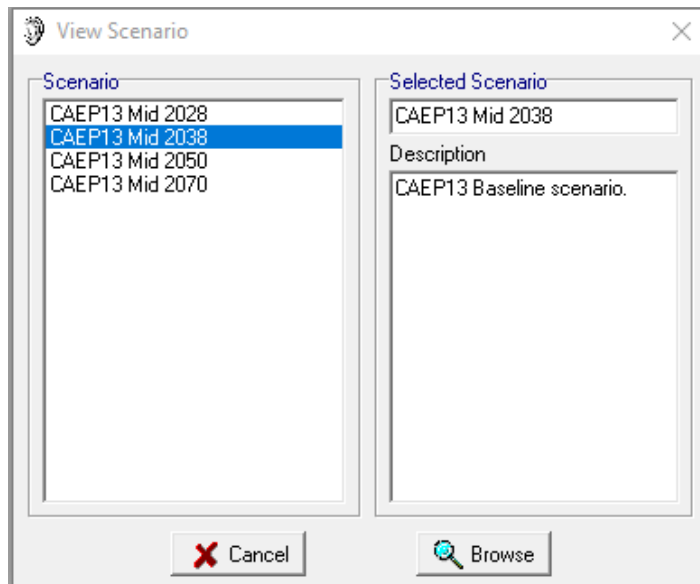 View Scenario
Scenario
CAEP13 Mid 2028
CAEP13 Mid 2038
CAEP13 Mid 2050
CAEP13 Mid 2070
Selected Scenario
CAEP13 Mid 2038
Description
CAEP13 Baseline scenario.
Cancel
Browse